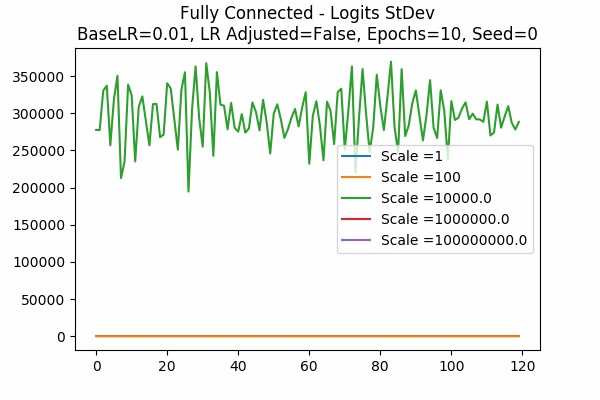 Fully Connected - Logits StDev
BaseLR=0.01, LR Adjusted=False, Epochs=10, Seed=0
350000
300000
250000
200000
150000
100000
50000
0
Scale =1
Scale =100
Scale =10000.0
Scale =1000000.0
Scale =100000000.0
0 20 40 60 80 100 120